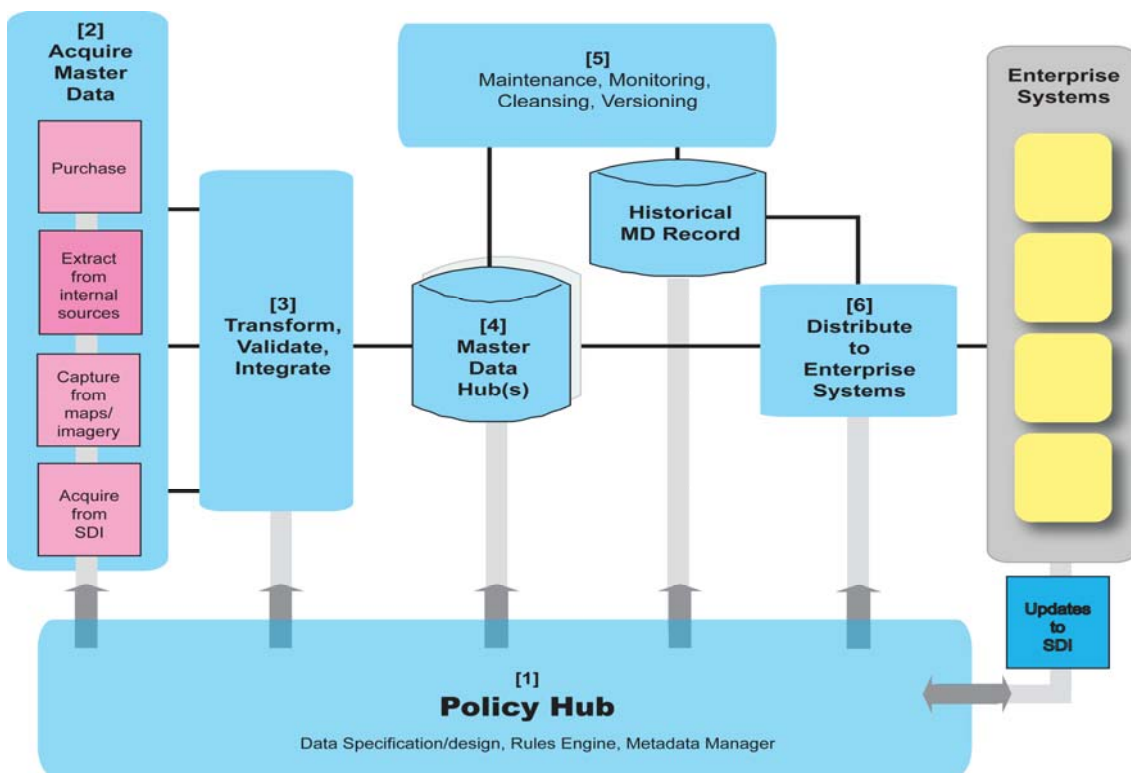 [2]
Acquire
Master
Data
Purchase
Extract
from
internal
sources
Capture
from
maps/
imagery
Acquire
from
SDI
[3]
Transform,
Validate,
Integrate
[5]
Maintenance, Monitoring,
Cleansing, Versioning
Historical
MD Record
[4]
Master
Data
Hub(s)
[6]
Distribute
to
Enterprise
Systems
Enterprise
Systems
Updates
to
SDI
[1]
Policy Hub
Data Specification/design, Rules Engine, Metadata Manager